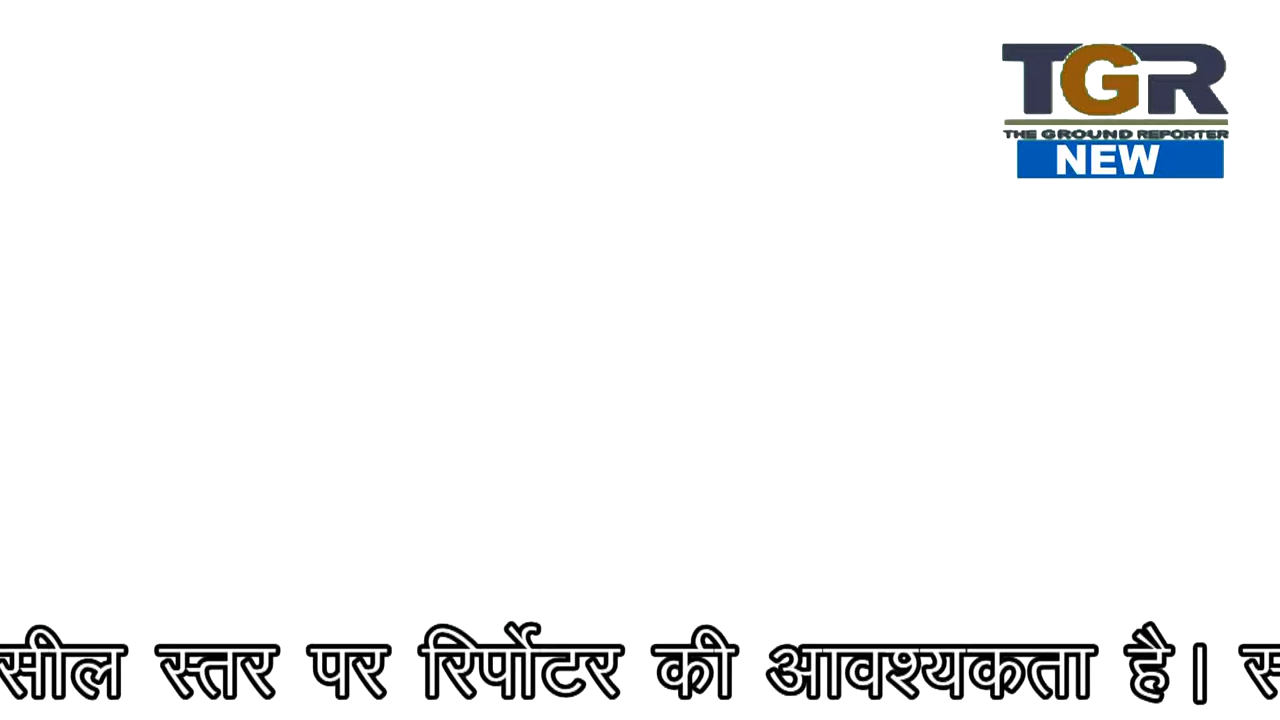 TGR
THE GROUND REPORTER
NEW
सील स्तर पर रिर्पोटर की आवश्यकता है। स